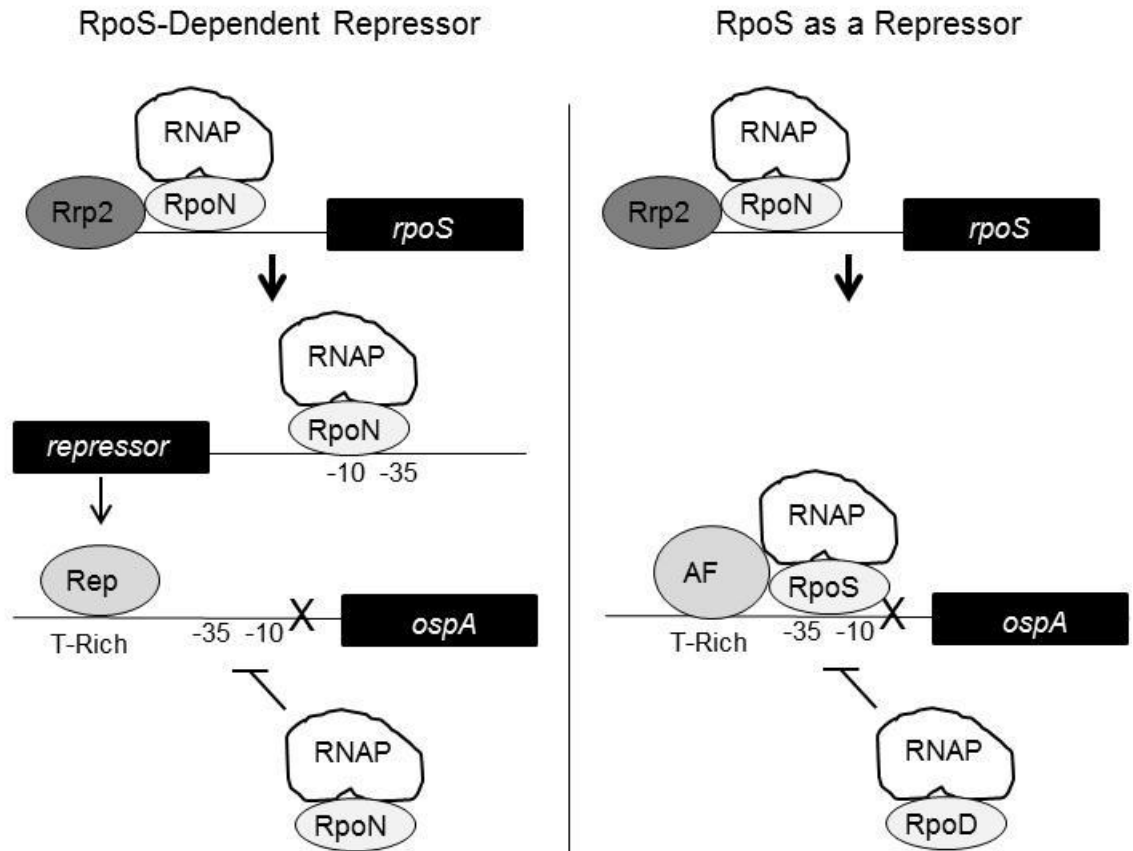 RpoS-Dependent Repressor
RNAP
Rrp2
RpoN
rpoS
RNAP
RpoN
repressor
-10 -35
Rep
T-Rich
-35 -10
X
ospA
RNAP
RpoN
RpoS as a Repressor
RNAP
Rrp2
RpoN
rpoS
RNAP
AF
RpoS
T-Rich
-35 -10
X
ospA
RNAP
RpoD